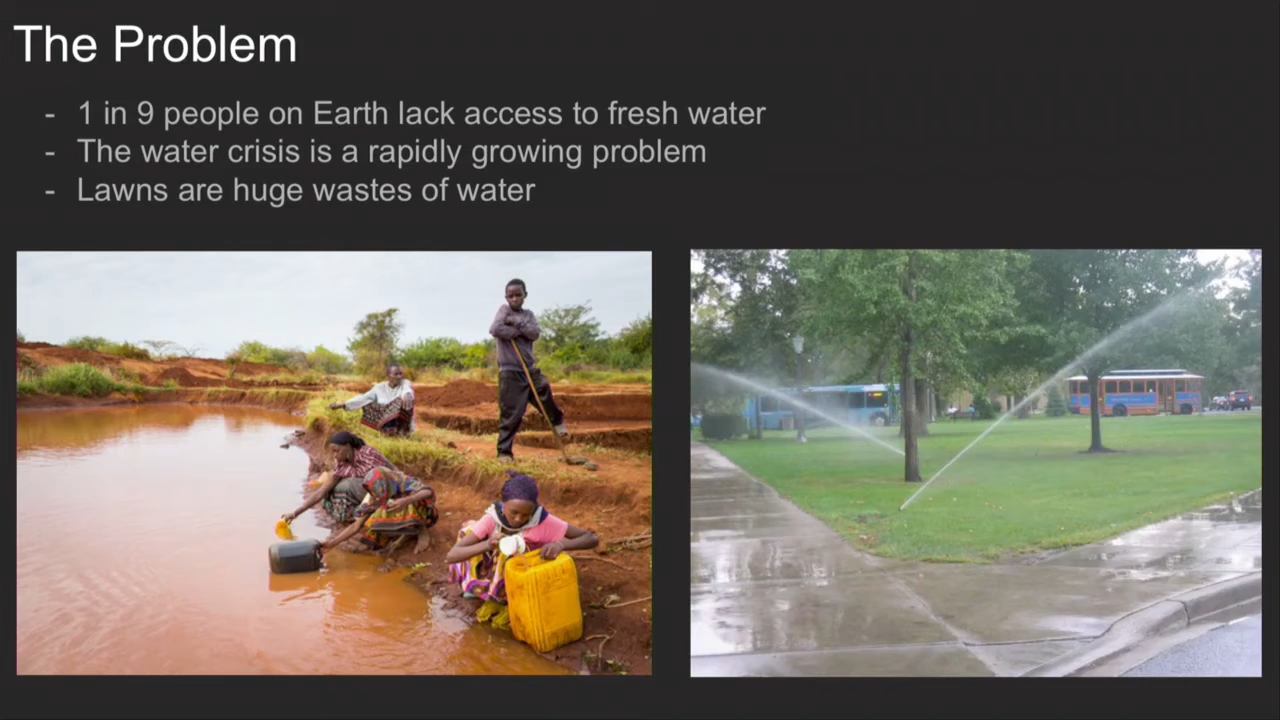 The Problem
- 1 in 9 people on Earth lack access to fresh water
- The water crisis is a rapidly growing problem
- Lawns are huge wastes of water